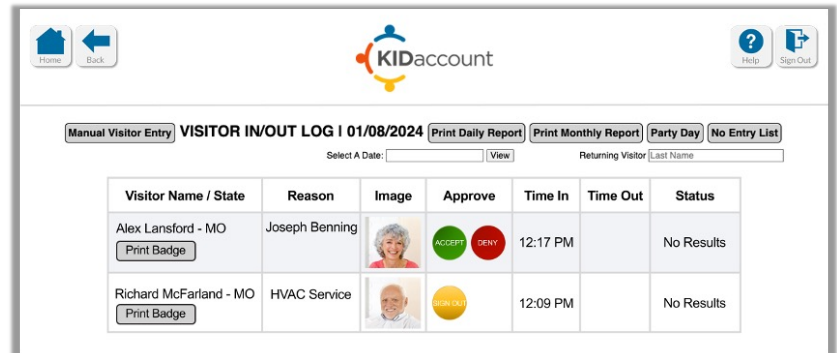 Home Back KIDaccount Help Sign Out
Manual Visitor Entry VISITOR IN/OUT LOG | 01/08/2024 Print Daily Report Print Monthly Report Party Day No Entry List
Select A Date: View Returning Visitor Last Name
Visitor Name / State Reason Image Approve Time In Time Out Status
Alex Lansford - MO Joseph Benning
Print Badge ACCEPT DENY 12:17 PM No Results
Richard McFarland - MO HVAC Service
Print Badge SIGN OUT 12:09 PM No Results